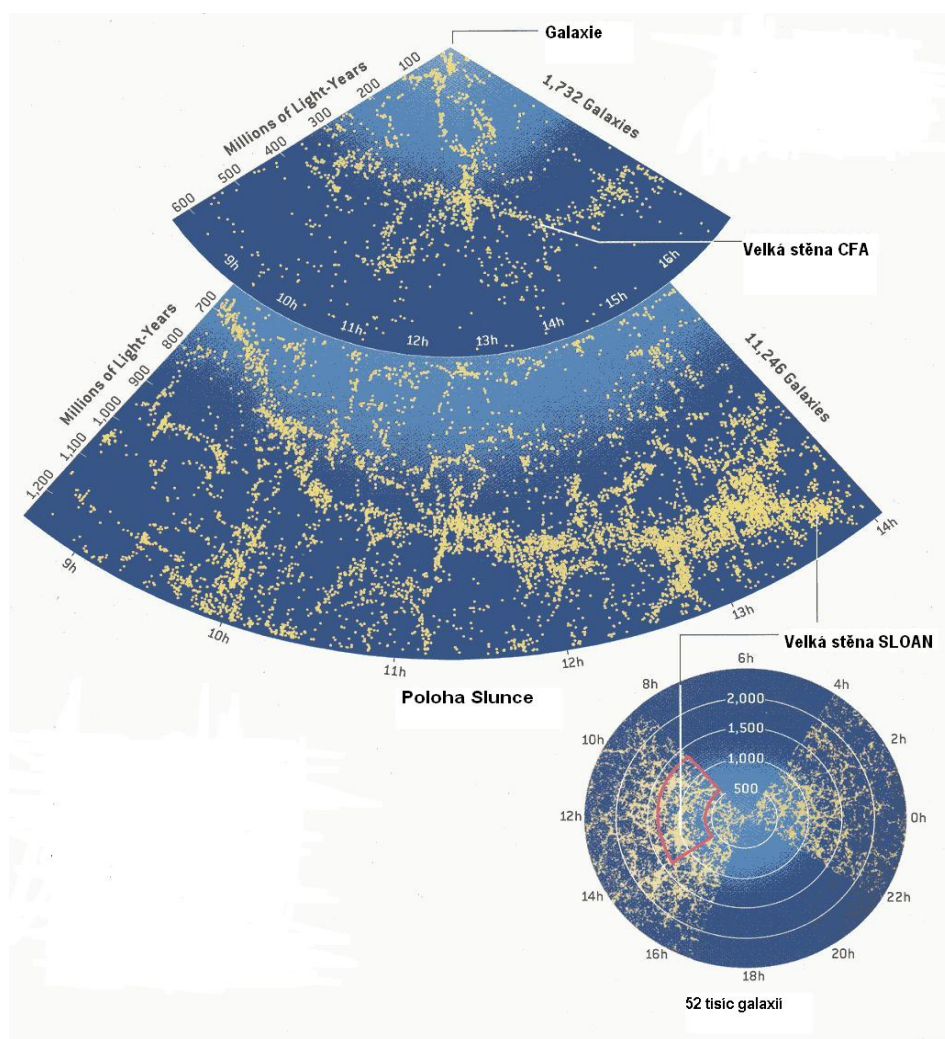 Galaxie
Millions of Light-Years
100
200
300
400
500
600
1,732 Galaxies
Velká stěna CFA
9h
10h
11h
12h
13h
14h
15h
16h
Millions of Light-Years
700
800
900
1,000
1,100
1,200
11,246 Galaxies
9h
10h
11h
12h
13h
14h
Velká stěna SLOAN
Poloha Slunce
6h
8h
4h
2,000
1,500
1,000
500
10h
2h
12h
0h
14h
22h
16h
20h
18h
52 tisíc galaxií